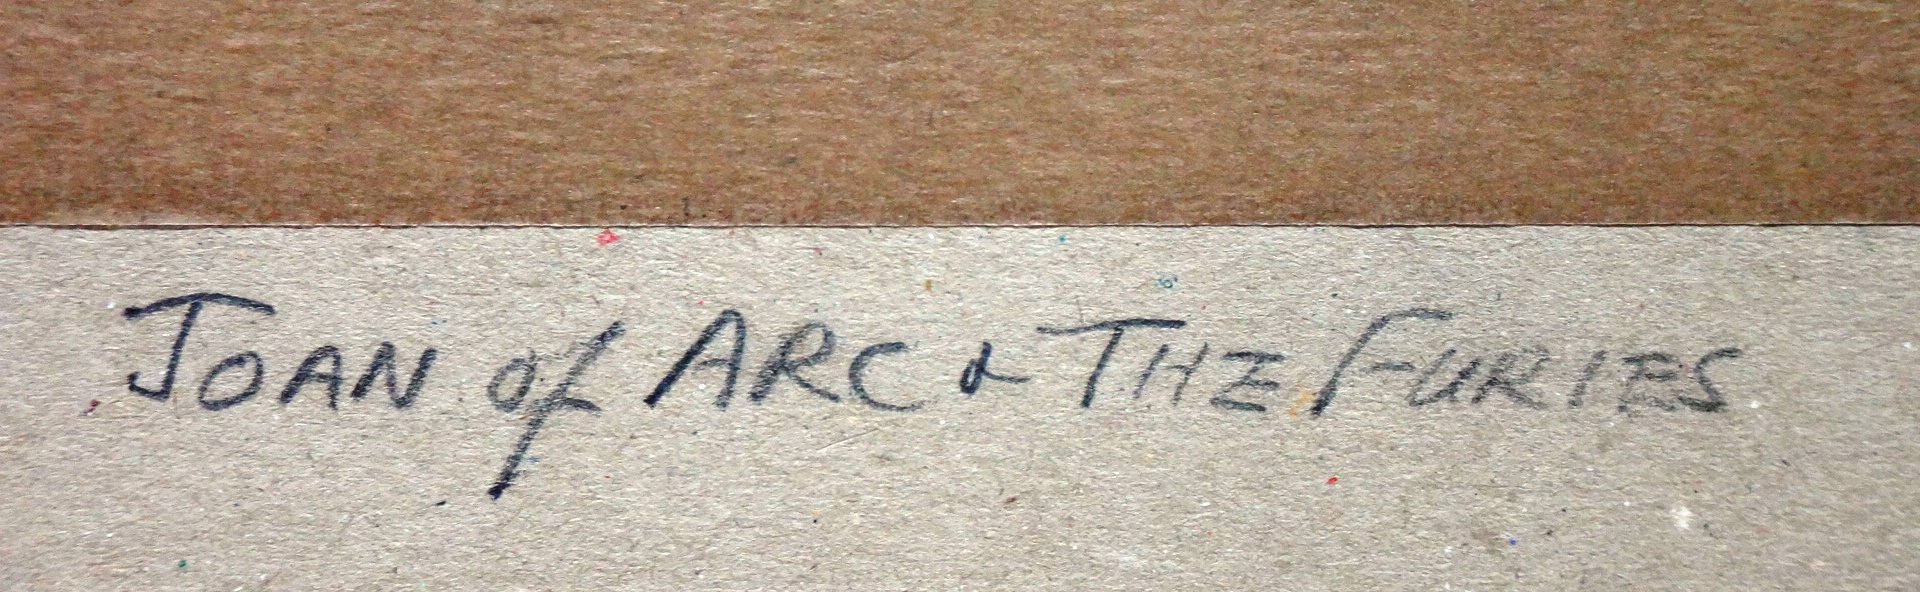 JOAN of ARC & THE FURIES